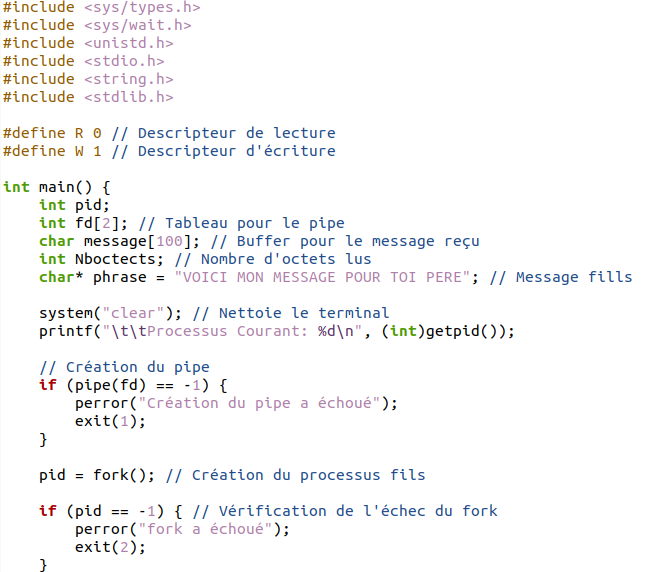 #include <sys/types.h>
#include <sys/wait.h>
#include <unistd.h>
#include <stdio.h>
#include <string.h>
#include <stdlib.h>

#define R 0 // Descripteur de lecture
#define W 1 // Descripteur d'écriture

int main() {
    int pid;
    int fd[2]; // Tableau pour le pipe
    char message[100]; // Buffer pour le message reçu
    int Nboctects; // Nombre d'octets lus
    char* phrase = "VOICI MON MESSAGE POUR TOI PERE"; // Message fills

    system("clear"); // Nettoie le terminal
    printf("\t\tProcessus Courant: %d\n", (int)getpid());

    // Création du pipe
    if (pipe(fd) == -1) {
        perror("Création du pipe a échoué");
        exit(1);
    }

    pid = fork(); // Création du processus fils

    if (pid == -1) { // Vérification de l'échec du fork
        perror("fork a échoué");
        exit(2);
    }